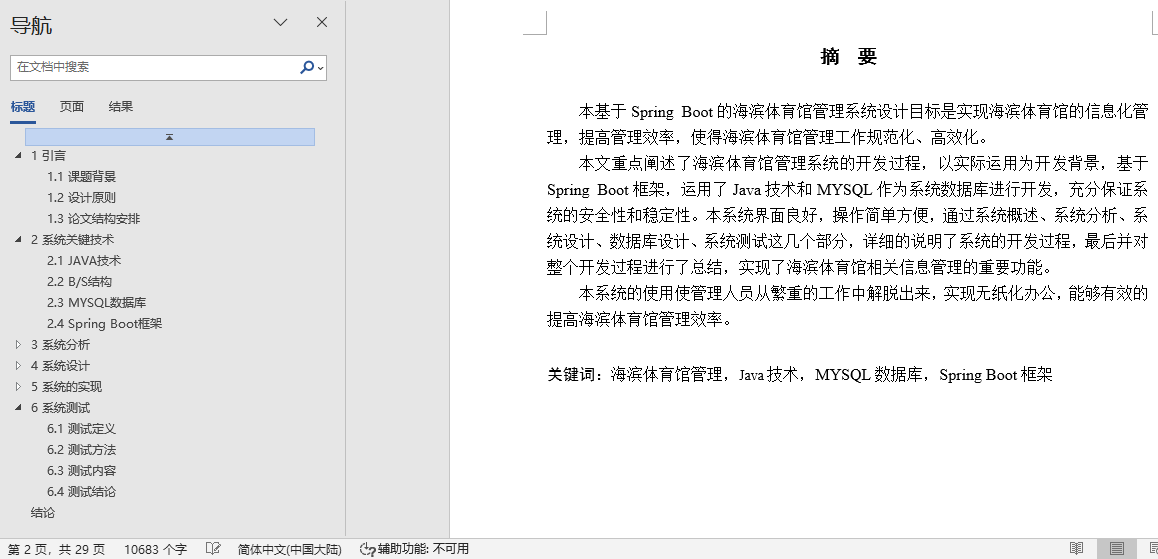 导航
在文档中搜索
标题 页面 结果
1 引言
1.1 课题背景
1.2 设计原则
1.3 论文结构安排
2 系统关键技术
2.1 JAVA技术
2.2 B/S结构
2.3 MYSQL数据库
2.4 Spring Boot框架
3 系统分析
4 系统设计
5 系统的实现
6 系统测试
6.1 测试定义
6.2 测试方法
6.3 测试内容
6.4 测试结论
结论
摘 要
本基于 Spring Boot 的海滨体育馆管理系统设计目标是实现海滨体育馆的信息化管
理，提高管理效率，使得海滨体育馆管理工作规范化、高效化。
本文重点阐述了海滨体育馆管理系统的开发过程，以实际运用为开发背景，基于
Spring Boot 框架，运用了 Java 技术和 MYSQL 作为系统数据库进行开发，充分保证系
统的安全性和稳定性。本系统界面良好，操作简单方便，通过系统概述、系统分析、系
统设计、数据库设计、系统测试这几个部分，详细的说明了系统的开发过程，最后并对
整个开发过程进行了总结，实现了海滨体育馆相关信息管理的重要功能。
本系统的使用使管理人员从繁重的工作中解脱出来，实现无纸化办公，能够有效的
提高海滨体育馆管理效率。
关键词：海滨体育馆管理，Java 技术，MYSQL 数据库，Spring Boot 框架
第 2 页，共 29 页 10683 个字 简体中文(中国大陆) 辅助功能: 不可用